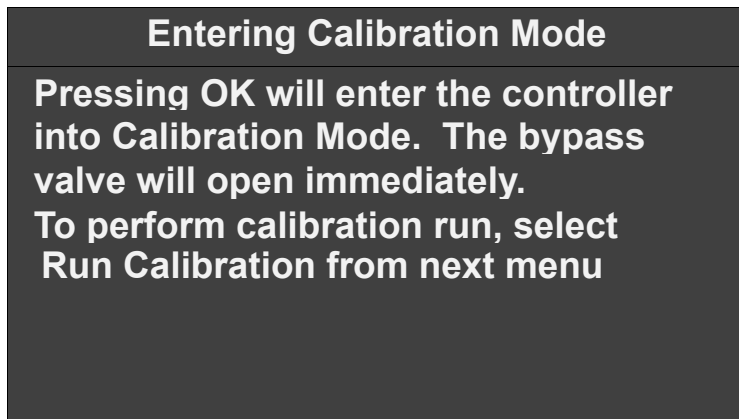 Entering Calibration Mode
Pressing OK will enter the controller
into Calibration Mode.  The bypass
valve will open immediately.
To perform calibration run, select
Run Calibration from next menu